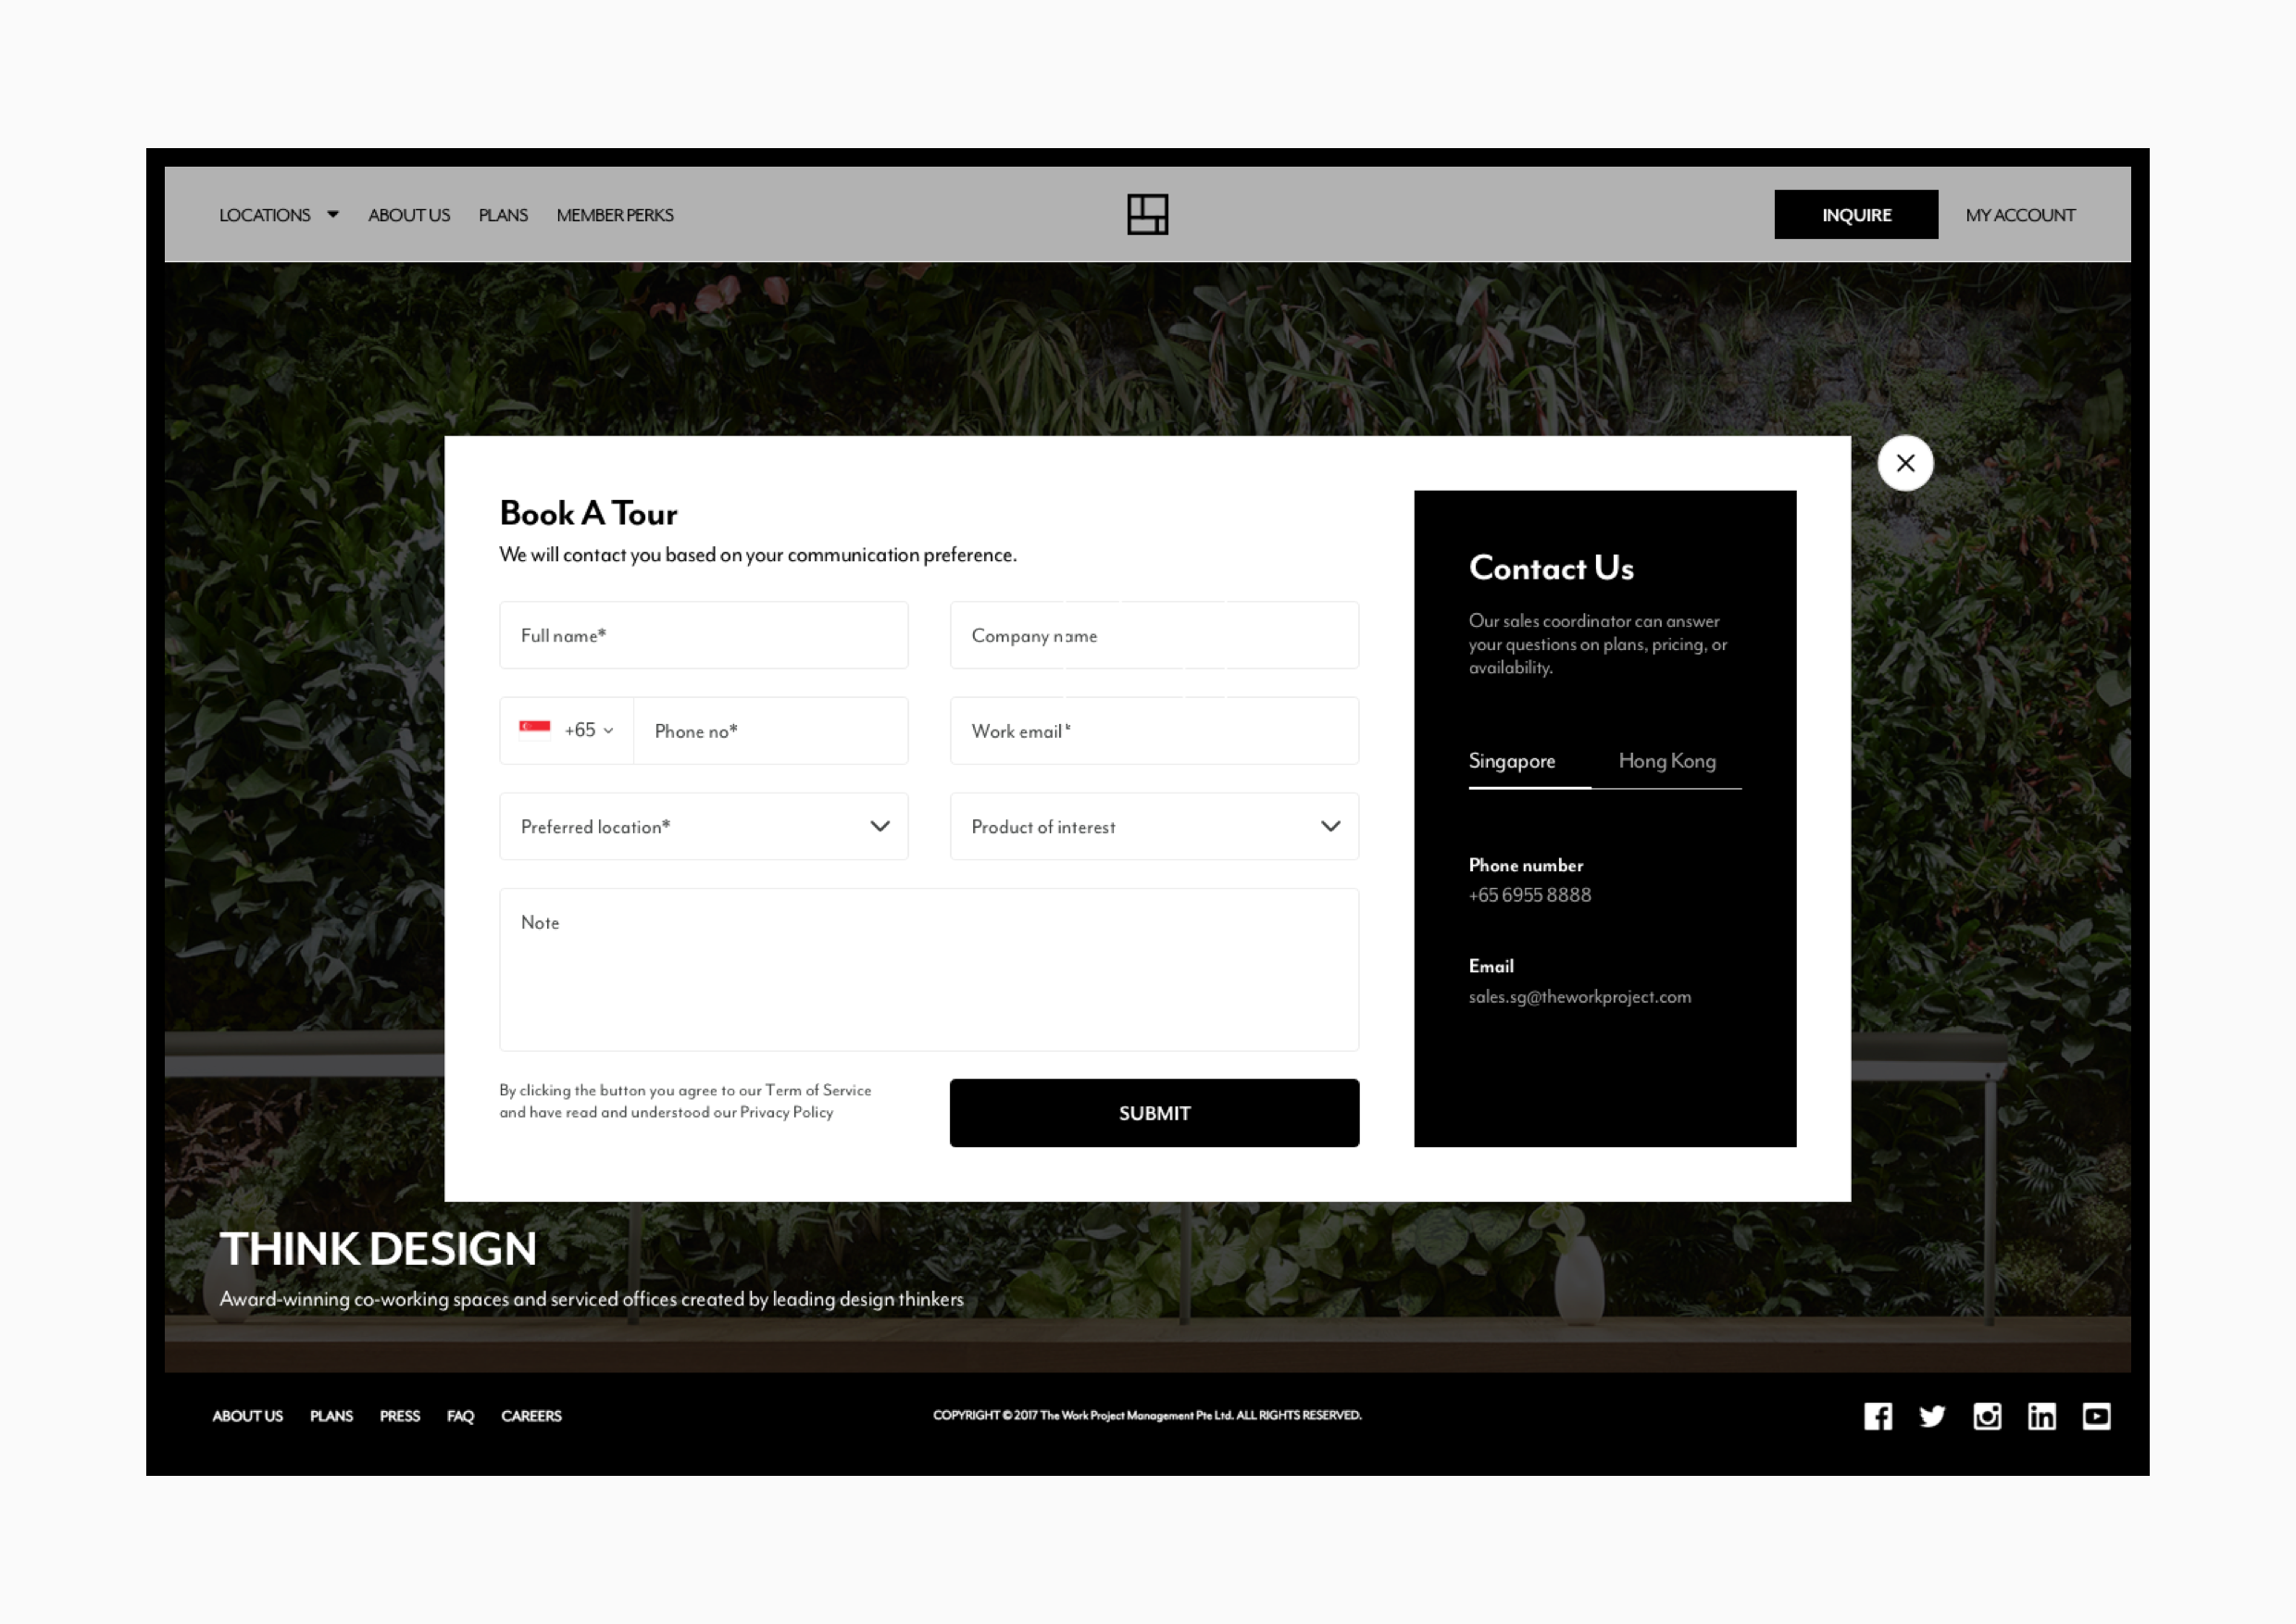 LOCATIONS
ABOUT US
PLANS
MEMBER PERKS
INQUIRE
MY ACCOUNT
Book A Tour
We will contact you based on your communication preference.
Full name*
Company name
+65
Phone no*
Work email*
Preferred location*
Product of interest
Note
By clicking the button you agree to our Term of Service
and have read and understood our Privacy Policy
SUBMIT
Contact Us
Our sales coordinator can answer
your questions on plans, pricing, or
availability.
Singapore
Hong Kong
Phone number
+65 6955 8888
Email
sales.sg@theworkproject.com
THINK DESIGN
Award-winning co-working spaces and serviced offices created by leading design thinkers
ABOUT US
PLANS
PRESS
FAQ
CAREERS
COPYRIGHT © 2017 The Work Project Management Pte Ltd. ALL RIGHTS RESERVED.